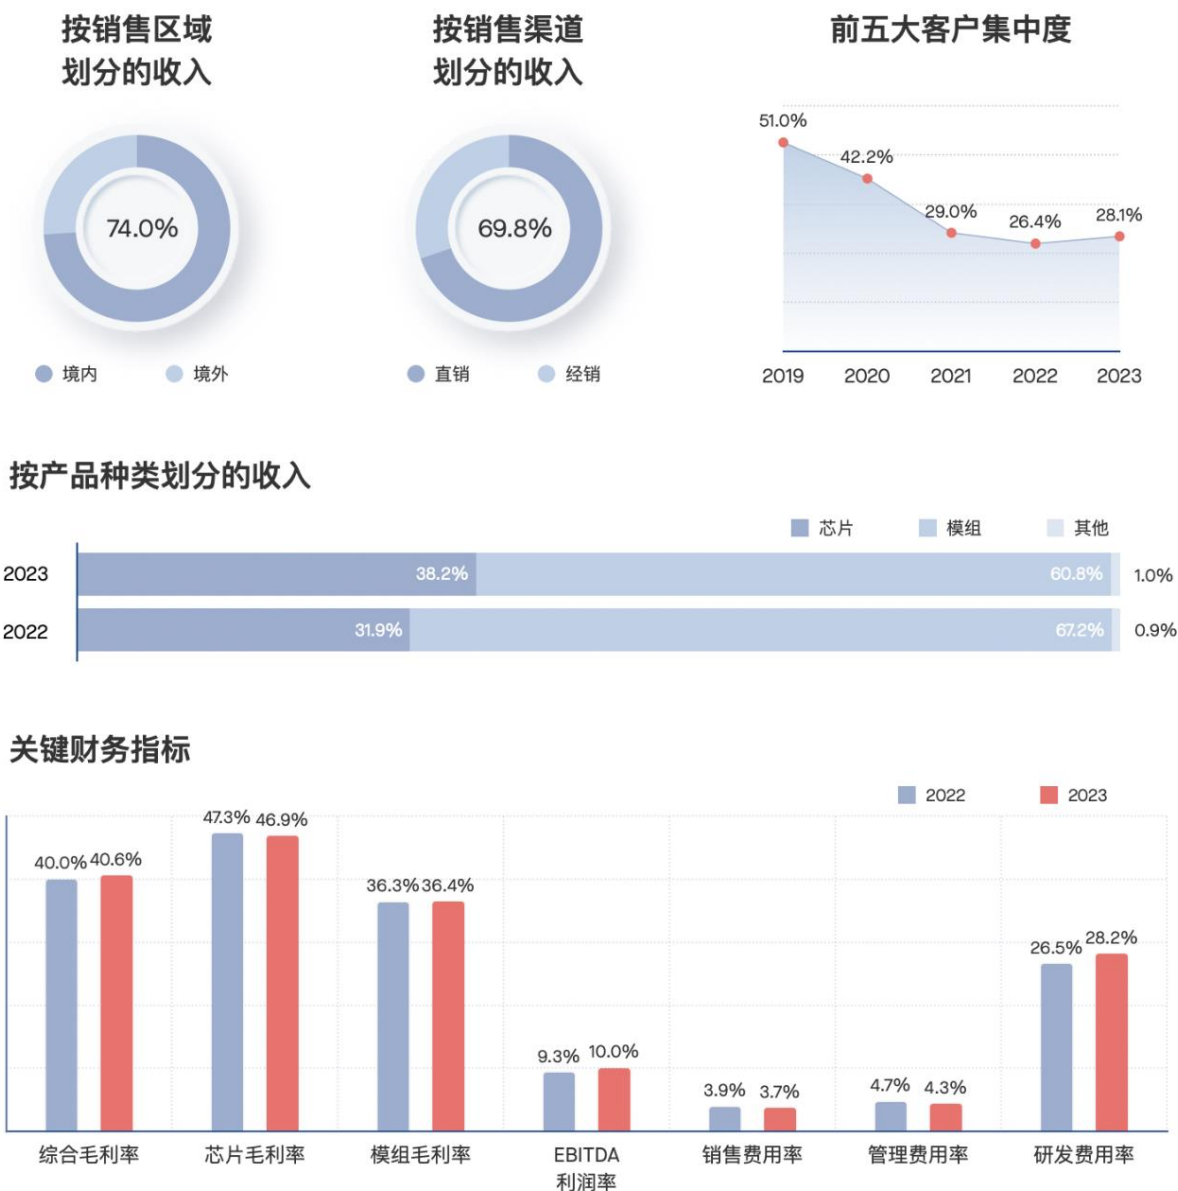 按销售区域
划分的收入
74.0%
境内
境外
按销售渠道
划分的收入
69.8%
直销
经销
前五大客户集中度
51.0%
42.2%
29.0%
26.4%
28.1%
2019 2020 2021 2022 2023
按产品种类划分的收入
芯片 模组 其他
2023 38.2% 60.8% 1.0%
2022 31.9% 67.2% 0.9%
关键财务指标
2022 2023
40.0% 40.6%
47.3% 46.9%
36.3% 36.4%
9.3% 10.0%
3.9% 3.7%
4.7% 4.3%
26.5% 28.2%
综合毛利率
芯片毛利率
模组毛利率
EBITDA
利润率
销售费用率
管理费用率
研发费用率